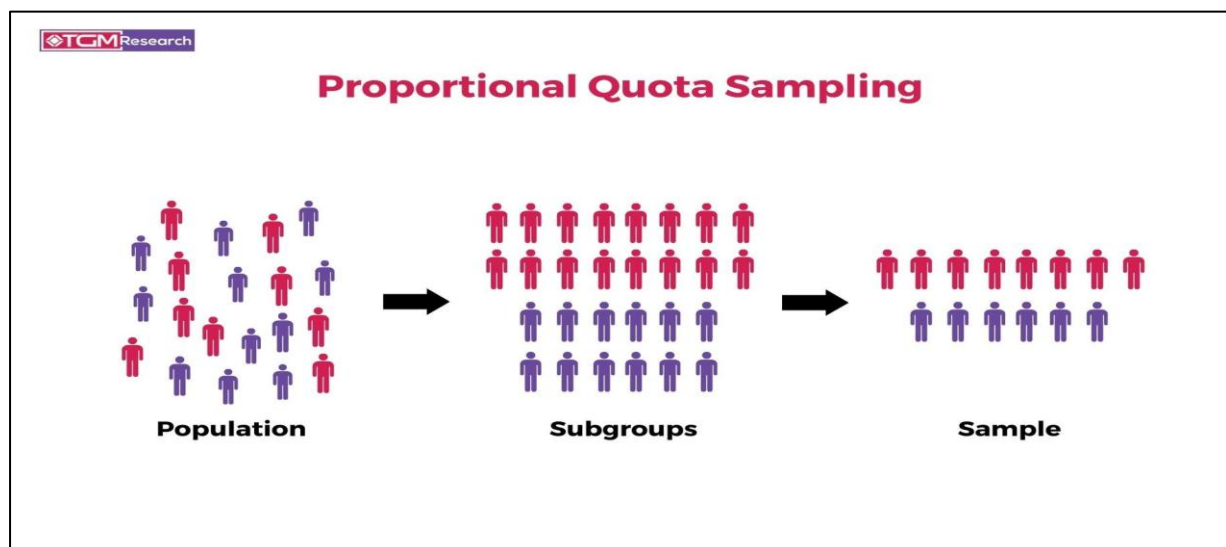 TGM Research
Proportional Quota Sampling
Population
Subgroups
Sample